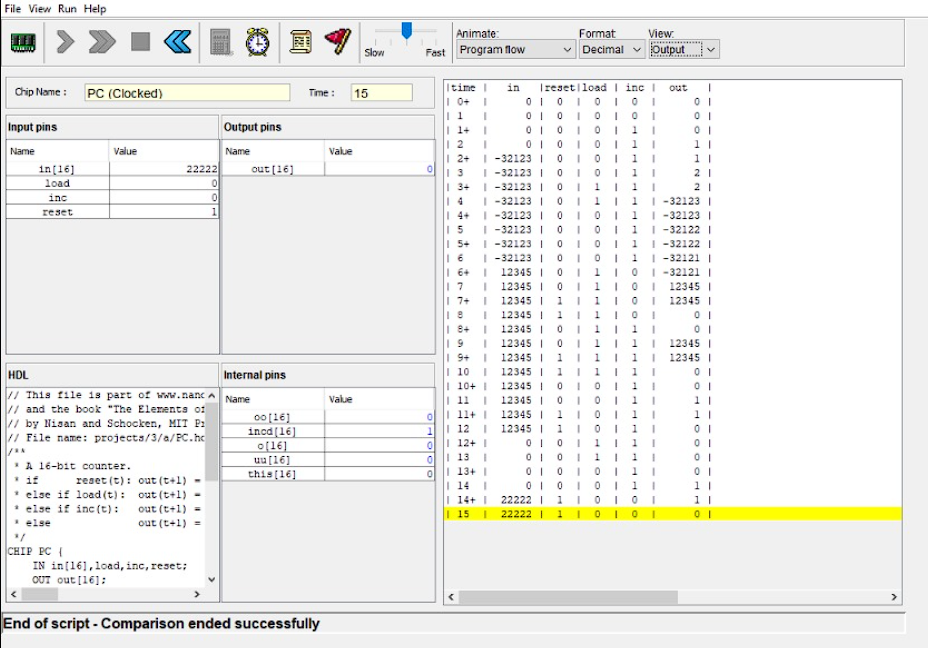 File View Run Help
Slow
Fast
Animate:
Program flow
Format:
Decimal
View:
Output
Chip Name :
PC (Clocked)
Time :
15
Input pins
Name Value
in[16] 22222
load 0
inc 0
reset 1
Output pins
Name Value
out[16] 0
HDL
// This file is part of www.nand
// and the book "The Elements of
// by Nisan and Schocken, MIT Pr
// File name: projects/3/a/PC.hd
/**
* A 16-bit counter.
* if reset(t): out(t+1) =
* else if load(t): out(t+1) =
* else if inc(t): out(t+1) =
* else out(t+1) =
*/
CHIP PC {
IN in[16],load,inc,reset;
OUT out[16];
Internal pins
Name Value
oo[16] 0
incd[16] 1
o[16] 0
uu[16] 0
this[16] 0
|time | in |reset|load | inc | out |
| 0+ | 0 | 0 | 0 | 0 | 0 |
| 1 | 0 | 0 | 0 | 0 | 0 |
| 1+ | 0 | 0 | 0 | 1 | 0 |
| 2 | 0 | 0 | 0 | 1 | 1 |
| 2+ | -32123 | 0 | 0 | 1 | 1 |
| 3 | -32123 | 0 | 0 | 1 | 2 |
| 3+ | -32123 | 0 | 1 | 1 | 2 |
| 4 | -32123 | 0 | 1 | 1 | -32123 |
| 4+ | -32123 | 0 | 0 | 1 | -32123 |
| 5 | -32123 | 0 | 0 | 1 | -32122 |
| 5+ | -32123 | 0 | 0 | 1 | -32122 |
| 6 | -32123 | 0 | 0 | 1 | -32121 |
| 6+ | 12345 | 0 | 1 | 0 | -32121 |
| 7 | 12345 | 0 | 1 | 0 | 12345 |
| 7+ | 12345 | 1 | 1 | 0 | 12345 |
| 8 | 12345 | 1 | 1 | 0 | 0 |
| 8+ | 12345 | 0 | 1 | 1 | 0 |
| 9 | 12345 | 0 | 1 | 1 | 12345 |
| 9+ | 12345 | 1 | 1 | 1 | 12345 |
| 10 | 12345 | 1 | 1 | 1 | 0 |
| 10+ | 12345 | 0 | 0 | 1 | 0 |
| 11 | 12345 | 0 | 0 | 1 | 1 |
| 11+ | 12345 | 1 | 0 | 1 | 1 |
| 12 | 12345 | 1 | 0 | 1 | 0 |
| 12+ | 0 | 0 | 1 | 1 | 0 |
| 13 | 0 | 0 | 1 | 1 | 0 |
| 13+ | 0 | 0 | 0 | 1 | 0 |
| 14 | 0 | 0 | 0 | 1 | 1 |
| 14+ | 22222 | 1 | 0 | 0 | 1 |
| 15 | 22222 | 1 | 0 | 0 | 0 |
End of script - Comparison ended successfully